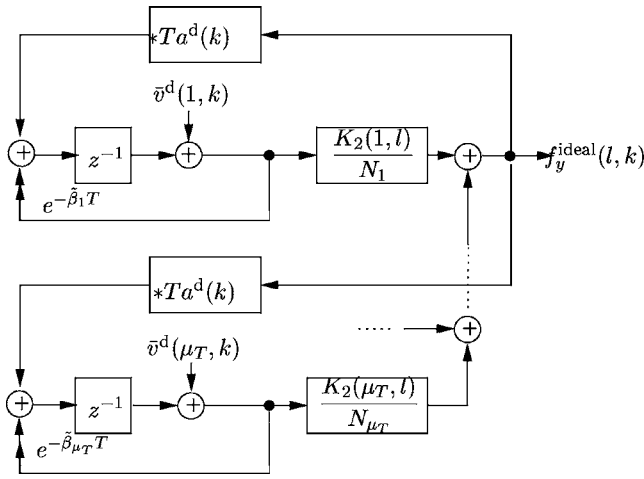 *Ta^d(k)
v̄^d(1, k)
+ z^{-1} + K_2(1, l) / N_1 + f_y^{ideal}(l, k)
e^{-β̃_1 T}
*Ta^d(k)
..... +
v̄^d(μ_T, k)
+ z^{-1} + K_2(μ_T, l) / N_{μ_T}
e^{-β̃_{μ_T} T}